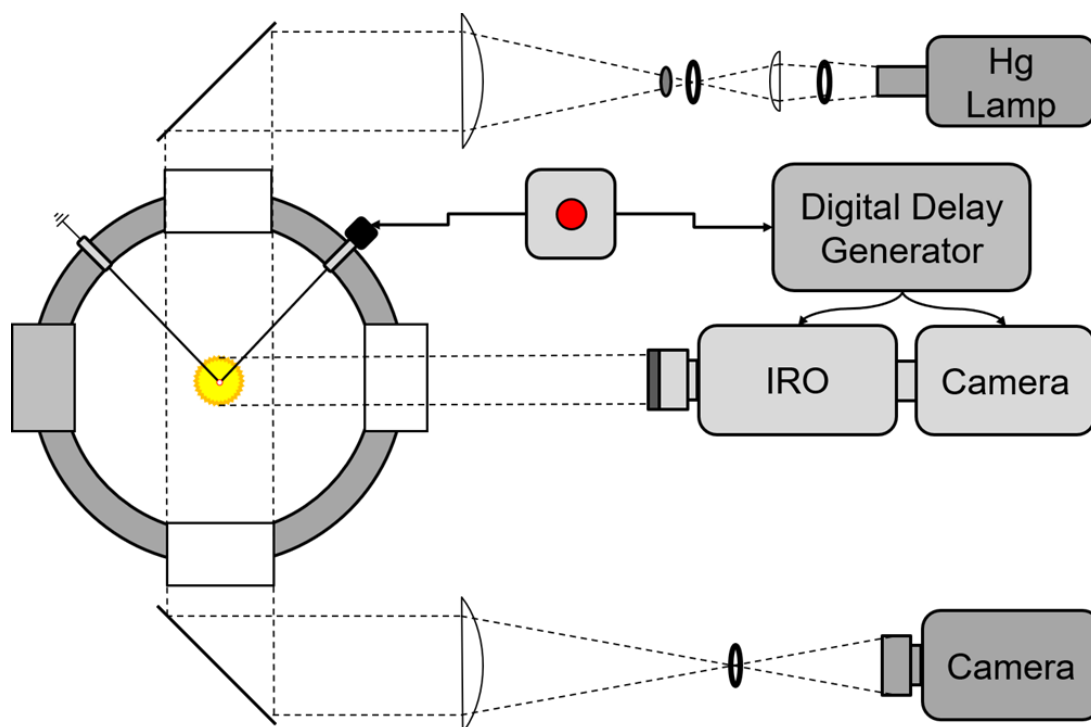 Hg
Lamp
Digital Delay
Generator
IRO
Camera
Camera